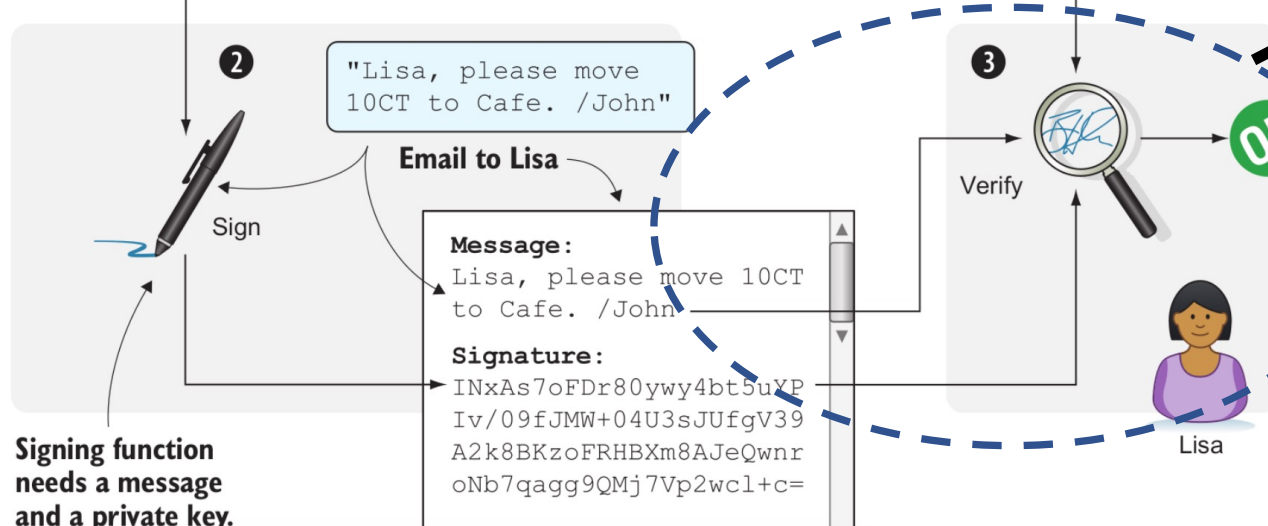 2
"Lisa, please move
10CT to Cafe. /John"
Email to Lisa
Sign
Message:
Lisa, please move 10CT
to Cafe. /John
Signature:
INxAs7oFDr80ywy4bt5uYP
Iv/09fJMW+04U3sJUfgV39
A2k8BKzoFRHBXm8AJeQwnr
oNb7qagg9QMj7Vp2wcl+c=
Signing function
needs a message
and a private key.
3
Verify
Lisa